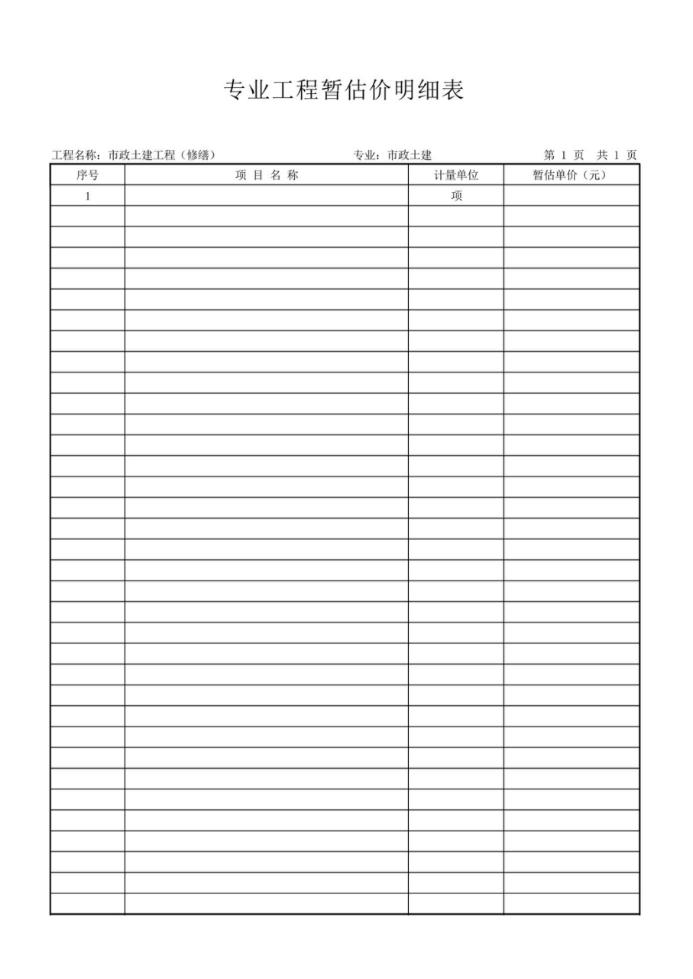 专业工程暂估价明细表
工程名称：市政土建工程（修缮） 专业：市政土建 第 1 页 共 1 页
序号 项 目 名 称 计量单位 暂估单价（元）
1 项